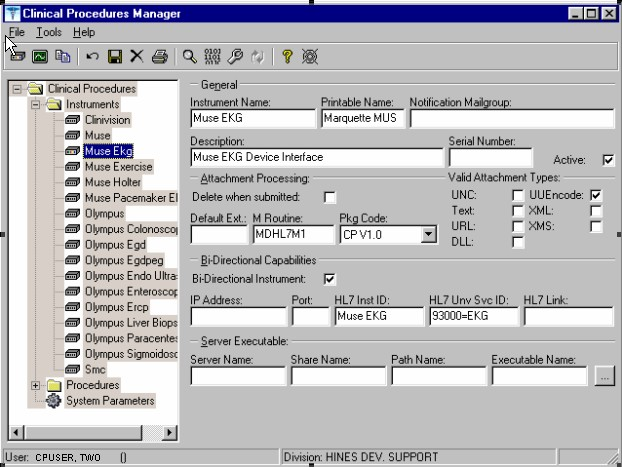 Clinical Procedures Manager
File Tools Help
Clinical Procedures
Instruments
Clinivision
Muse
Muse Ekg
Muse Exercise
Muse Holter
Muse Pacemaker El
Olympus
Olympus Colonoscop
Olympus Egd
Olympus Egdpeg
Olympus Endo Ultra
Olympus Enteroscop
Olympus Ercp
Olympus Liver Biops
Olympus Paracentes
Olympus Sigmoidosc
Smc
Procedures
System Parameters
General
Instrument Name: Printable Name: Notification Mailgroup:
Muse EKG Marquette MUS
Description: Serial Number:
Muse EKG Device Interface Active:
Attachment Processing: Valid Attachment Types:
Delete when submitted: UNC: UUEncode:
Text: XML:
Default Ext.: M Routine: Pkg Code: URL: XMS:
MDHL7M1 CP V1.0 DLL:
Bi-Directional Capabilities
Bi-Directional Instrument:
IP Address: Port: HL7 Inst ID: HL7 Unv Svc ID: HL7 Link:
Muse EKG 93000=EKG
Server Executable:
Server Name: Share Name: Path Name: Executable Name:
...
User: CPUSER, TWO () Division: HINES DEV. SUPPORT